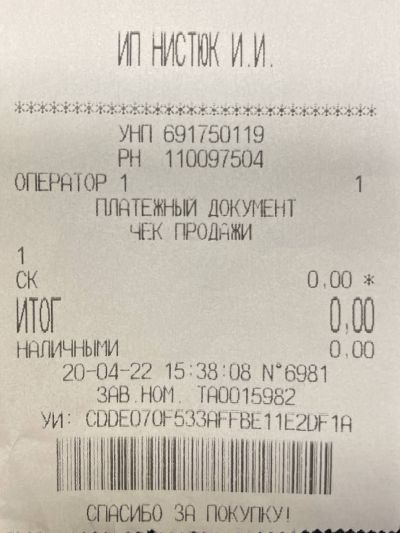 ИП НИСТЮК И.И.
*************************************
УНП 691750119
РН 110097504
ОПЕРАТОР 1 1
ПЛАТЕЖНЫЙ ДОКУМЕНТ
ЧЕК ПРОДАЖИ
1
СК 0,00 *
ИТОГ 0,00
НАЛИЧНЫМИ 0,00
20-04-22 15:38:08 N°6981
ЗАВ.НОМ. ТА0015982
УИ: CDDE070F533AFFBE11E2DF1A
СПАСИБО ЗА ПОКУПКУ!